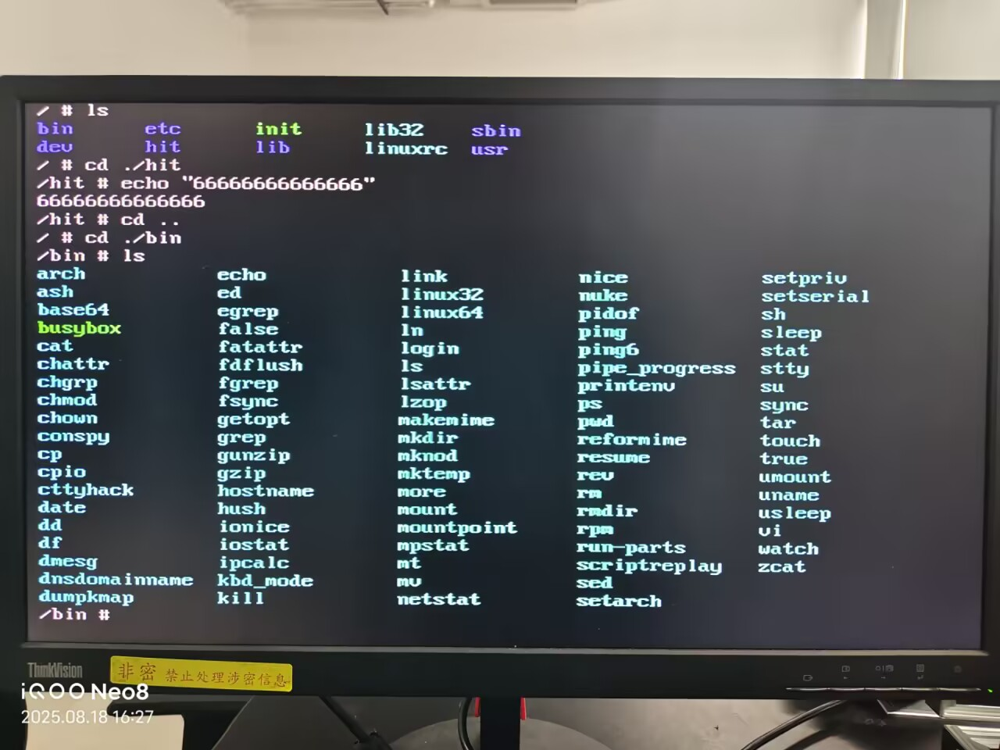 / # ls
bin etc init lib32 sbin
dev hit lib linuxrc usr
/ # cd ./hit
/hit # echo "66666666666666"
66666666666666
/hit # cd ..
/ # cd ./bin
/bin # ls
arch echo link nice setpriv
ash ed linux32 nuke setserial
base64 egrep linux64 pidof sh
busybox false ln ping sleep
cat fatattr login ping6 stat
chattr fdflush ls pipe_progress stty
chgrp fgrep lsattr printenv su
chmod fsync lzop ps sync
chown getopt makemime pwd tar
conspy grep mkdir reformime touch
cp gunzip mknod resume true
cpio gzip mktemp rev umount
cttyhack hostname more rm uname
date hush mount rmdir usleep
dd ionice mountpoint rpm vi
df iostat mpstat run-parts watch
dmesg ipcalc mt scriptreplay zcat
dnsdomainname kbd_mode mv sed
dumpkmap kill netstat setarch
/bin #
ThinkVision
非密 禁止处理涉密信息
iQOO Neo8
2025.08.18 16:27